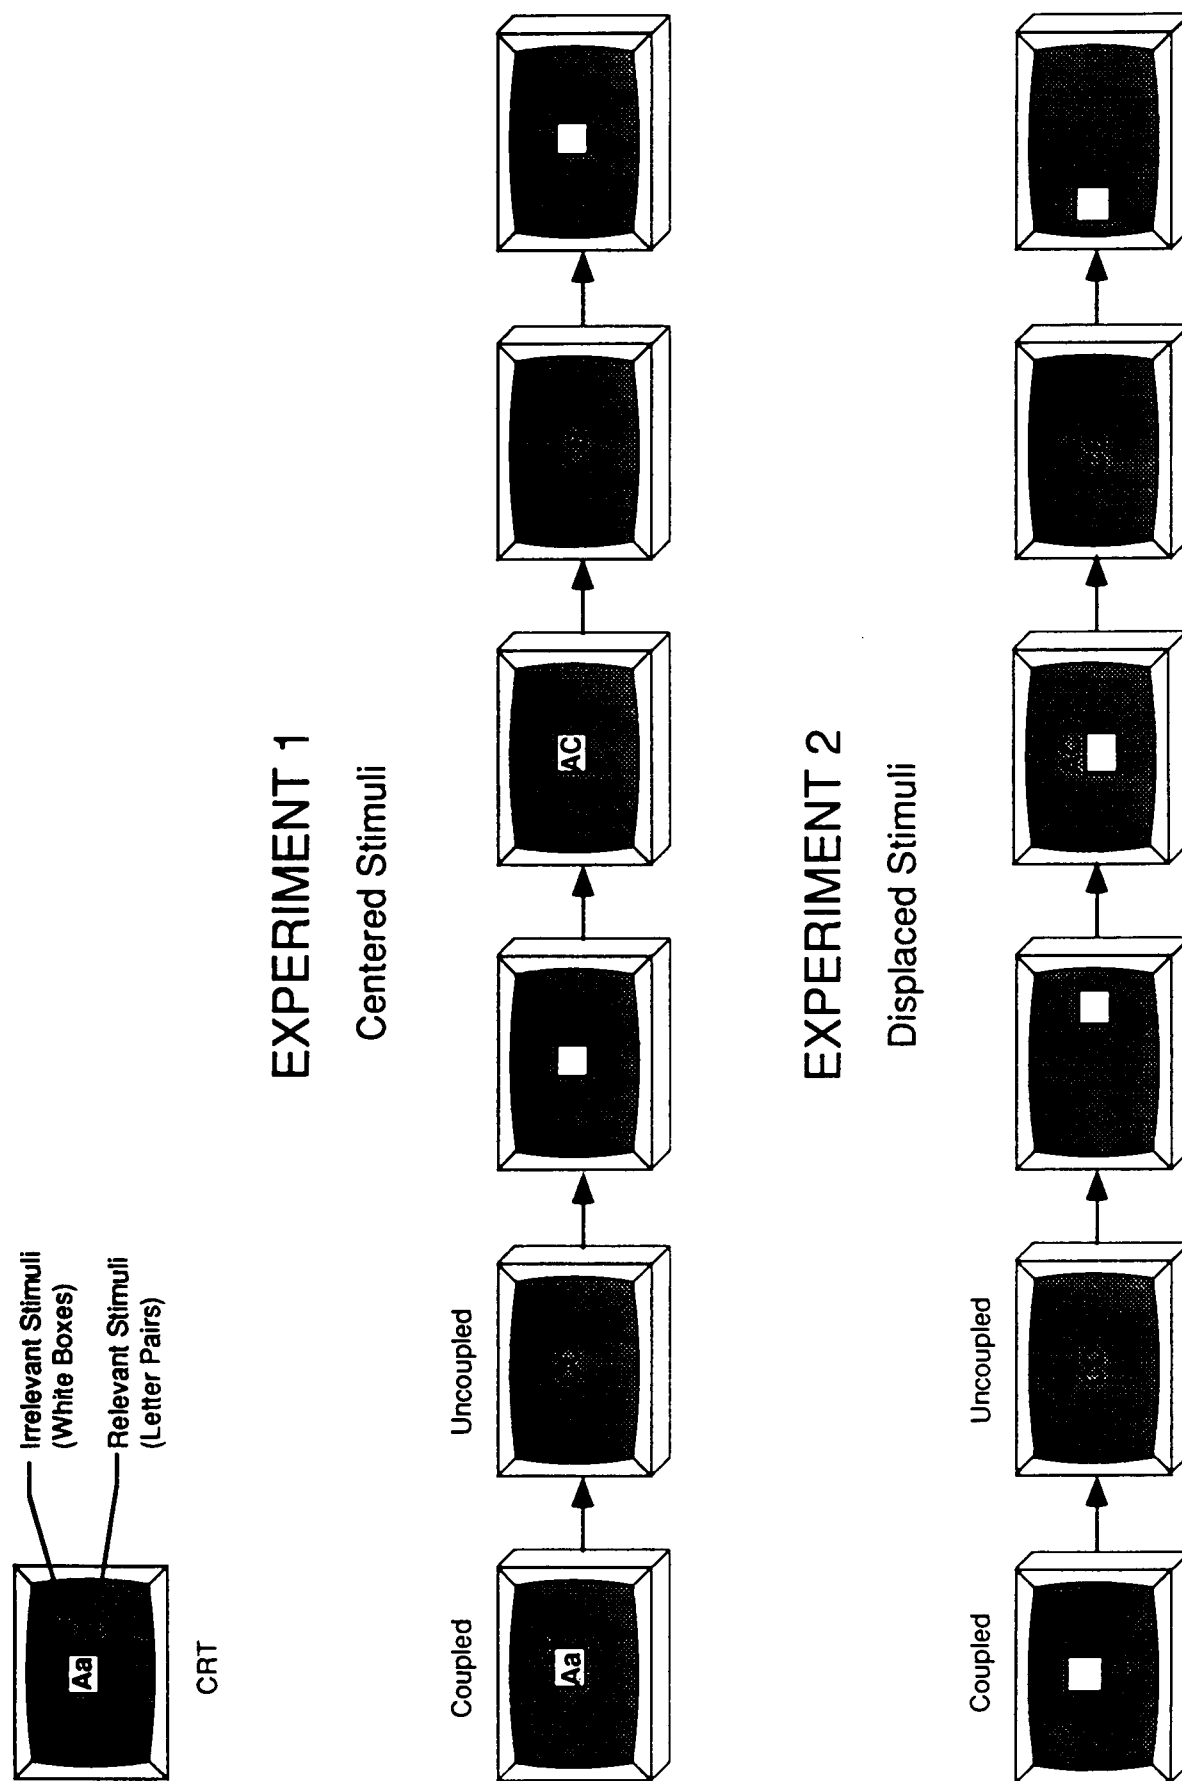 Aa
Irrelevant Stimuli
(White Boxes)
Relevant Stimuli
(Letter Pairs)
CRT
EXPERIMENT 1
Centered Stimuli
Coupled
Uncoupled
Aa
AC
EXPERIMENT 2
Displaced Stimuli
Coupled
Uncoupled